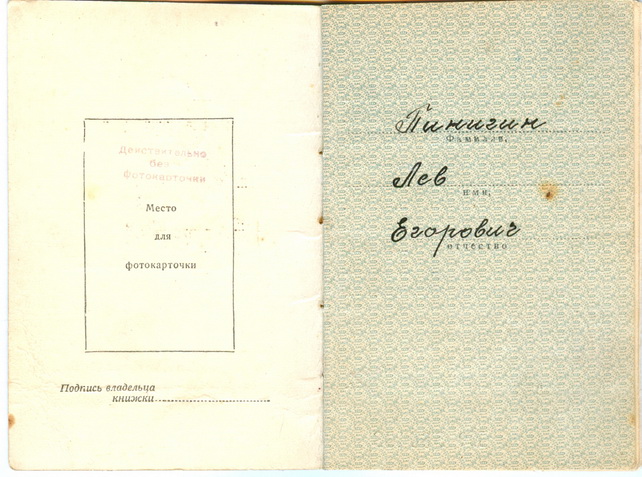 Действительно
без
Фотокарточки
Место
для
фотокарточки
Подпись владельца
книжки
Пинигин
Фамилия,
Лев
имя,
Егорович
отчество